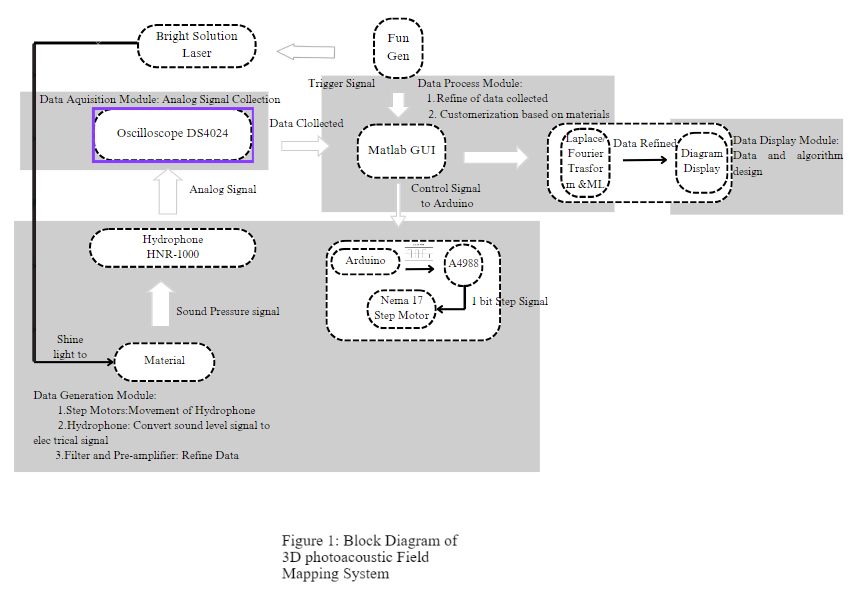 Bright Solution
Laser
Fun
Gen
Trigger Signal
Data Process Module:
1.Refine of data collected
2. Customerization based on materials
Data Aquisition Module: Analog Signal Collection
Oscilloscope DS4024
Data Clollected
Matlab GUI
Laplace/
Fourier
Trasfor
m &ML
Data Refined
Diagram
Display
Data Display Module:
Data and algorithm
design
Analog Signal
Control Signal
to Arduino
Hydrophone
HNR-1000
Arduino
A4988
Nema 17
Step Motor
1 bit Step Signal
Sound Pressure signal
Shine
light to
Material
Data Generation Module:
1.Step Motors:Movement of Hydrophone
2.Hydrophone: Convert sound level signal to
elec trical signal
3.Filter and Pre-amplifier: Refine Data
Figure 1: Block Diagram of
3D photoacoustic Field
Mapping System